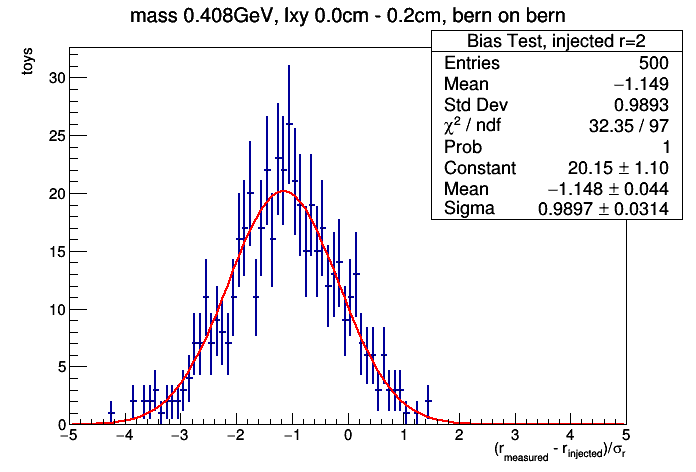 mass 0.408GeV, lxy 0.0cm - 0.2cm, bern on bern
toys
Bias Test, injected r=2
Entries 500
Mean −1.149
Std Dev 0.9893
χ² / ndf 32.35 / 97
Prob 1
Constant 20.15 ± 1.10
Mean −1.148 ± 0.044
Sigma 0.9897 ± 0.0314
30
25
20
15
10
5
0
−5 −4 −3 −2 −1 0 1 2 3 4 5
(r_measured - r_injected)/σ_r